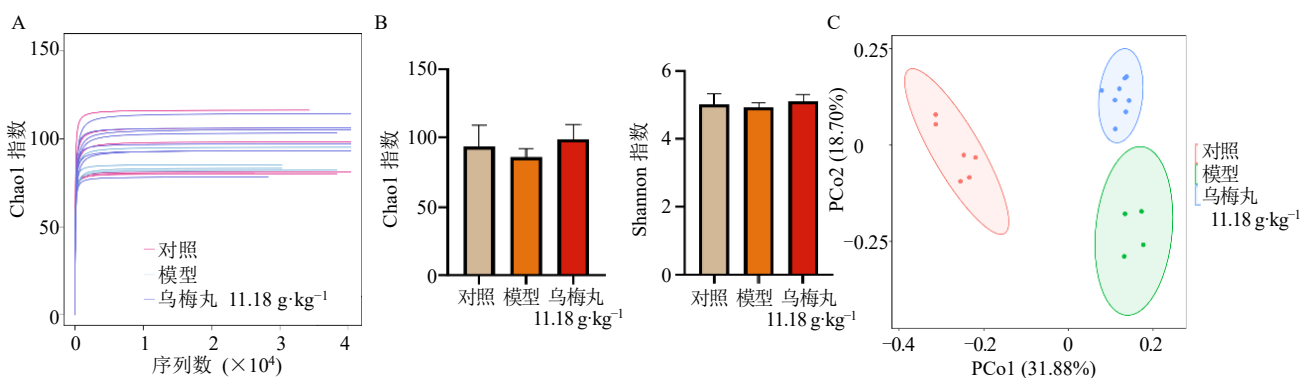 A
Chao1 指数
150
100
50
0
对照
模型
乌梅丸 11.18 g·kg⁻¹
0 1 2 3 4
序列数 (×10⁴)
B
Chao1 指数
150
100
50
0
对照 模型 乌梅丸
11.18 g·kg⁻¹
Shannon 指数
6
4
2
0
对照 模型 乌梅丸
11.18 g·kg⁻¹
C
PCo2 (18.70%)
0.25
0
−0.25
−0.4 −0.2 0 0.2
PCo1 (31.88%)
对照
模型
乌梅丸
11.18 g·kg⁻¹